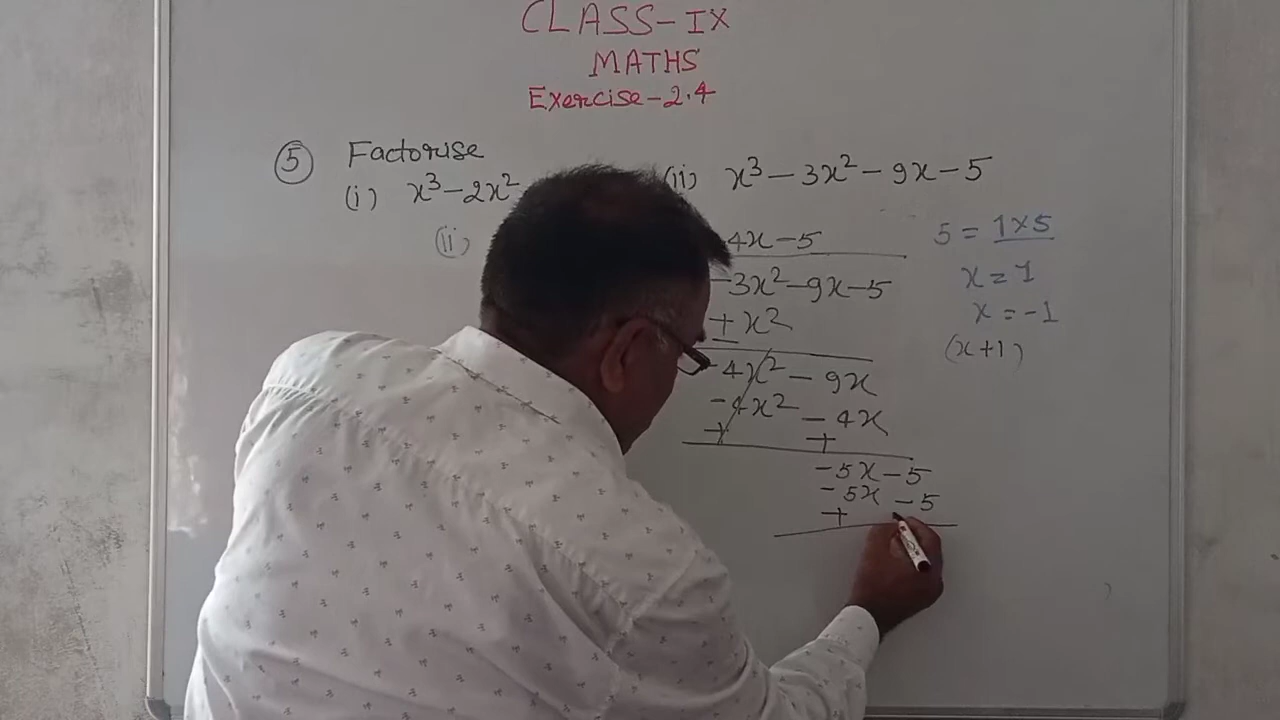 CLASS-IX
MATHS
Exercise-2.4
5 Factorise
(i) x³-2x²
(ii) x³-3x²-9x-5
(ii)
4x-5
-3x²-9x-5
+x²
-
-4x²-9x
-4x²-4x
+ +
-5x-5
-5x-5
+
5 = 1×5
x = 1
x = -1
(x+1)